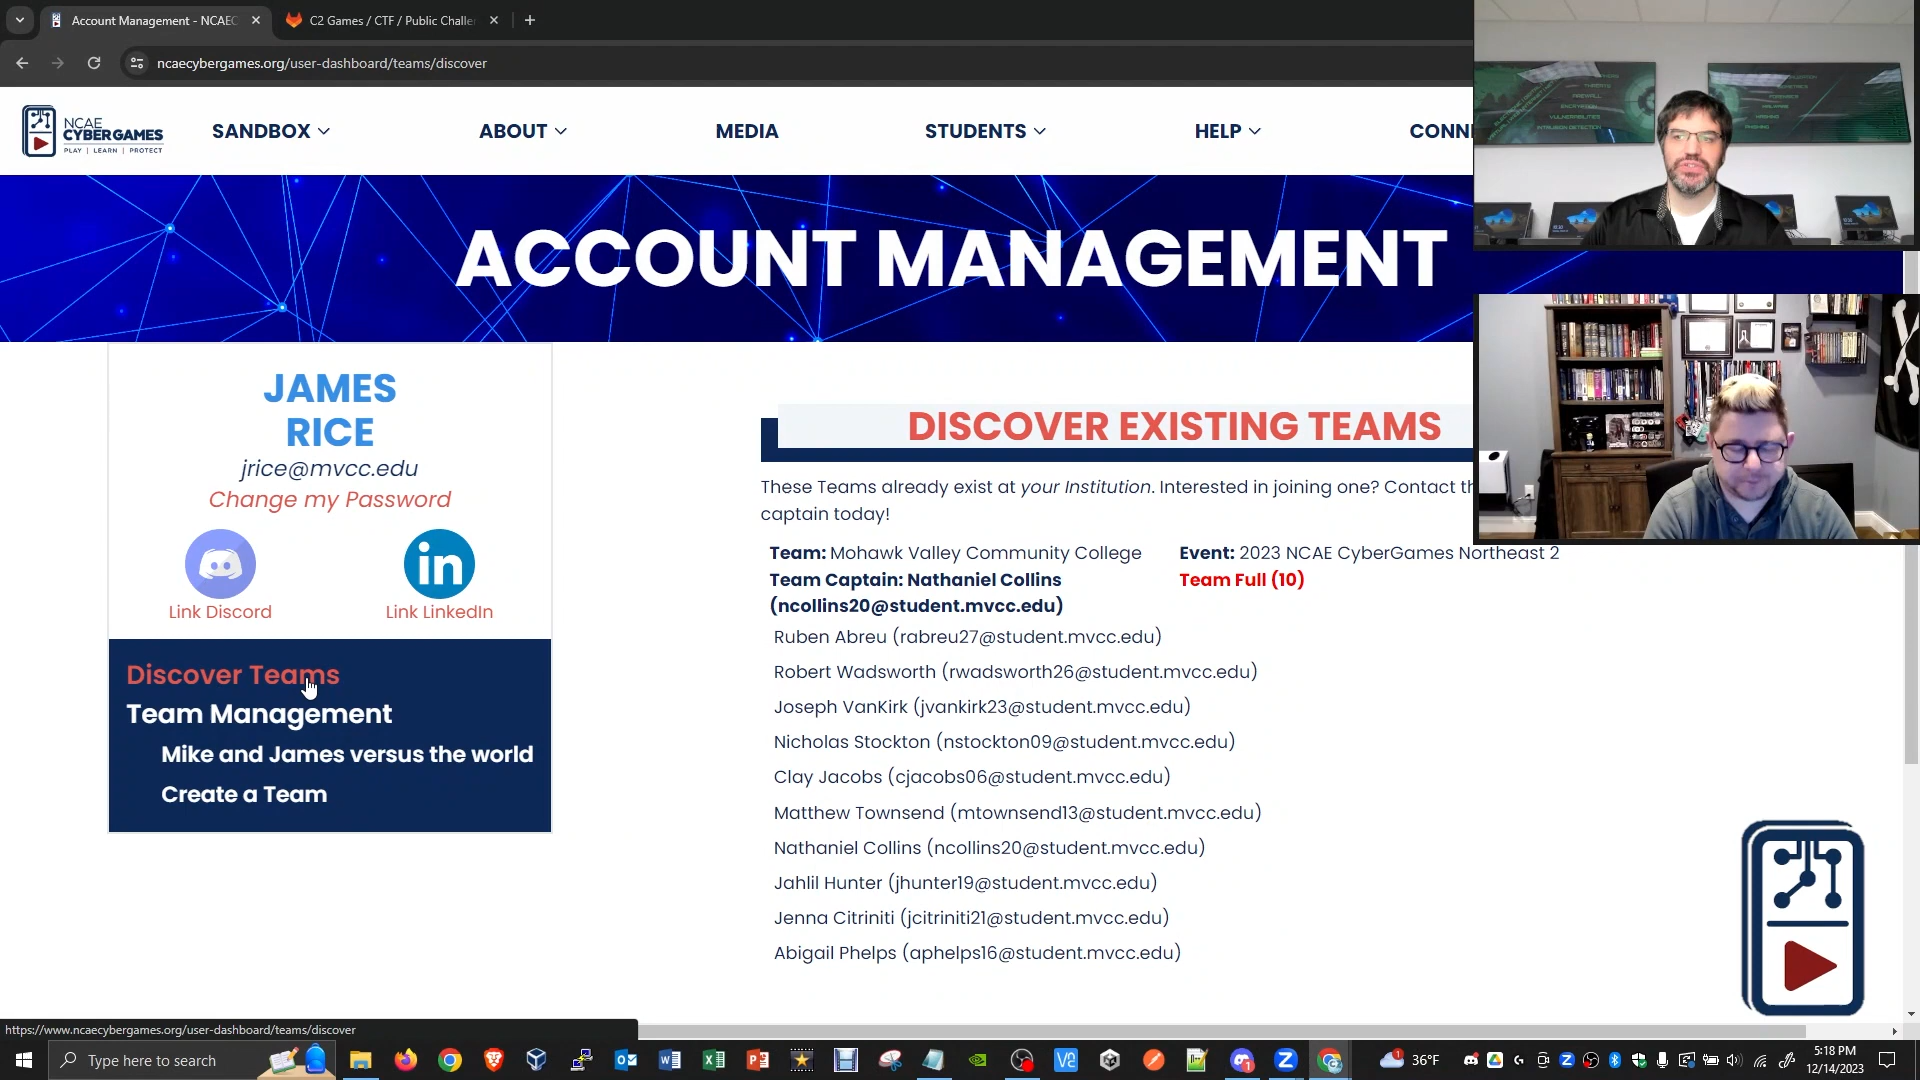 Account Management - NCAEC
C2 Games / CTF / Public Challe
ncaecybergames.org/user-dashboard/teams/discover
NCAE
CYBERGAMES
PLAY | LEARN | PROTECT
SANDBOX
ABOUT
MEDIA
STUDENTS
HELP
CONN
ACCOUNT MANAGEMENT
JAMES
RICE
jrice@mvcc.edu
Change my Password
Link Discord
Link LinkedIn
Discover Teams
Team Management
Mike and James versus the world
Create a Team
DISCOVER EXISTING TEAMS
These Teams already exist at your Institution. Interested in joining one? Contact th
captain today!
Team: Mohawk Valley Community College
Event: 2023 NCAE CyberGames Northeast 2
Team Captain: Nathaniel Collins
Team Full (10)
(ncollins20@student.mvcc.edu)
Ruben Abreu (rabreu27@student.mvcc.edu)
Robert Wadsworth (rwadsworth26@student.mvcc.edu)
Joseph VanKirk (jvankirk23@student.mvcc.edu)
Nicholas Stockton (nstockton09@student.mvcc.edu)
Clay Jacobs (cjacobs06@student.mvcc.edu)
Matthew Townsend (mtownsend13@student.mvcc.edu)
Nathaniel Collins (ncollins20@student.mvcc.edu)
Jahlil Hunter (jhunter19@student.mvcc.edu)
Jenna Citriniti (jcitriniti21@student.mvcc.edu)
Abigail Phelps (aphelps16@student.mvcc.edu)
https://www.ncaecybergames.org/user-dashboard/teams/discover
Type here to search
36°F
5:18 PM
12/14/2023